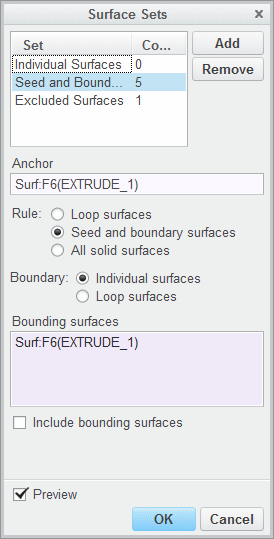 Surface Sets
Set Co...
Add
Individual Surfaces 0
Seed and Bound... 5
Remove
Excluded Surfaces 1
Anchor
Surf:F6(EXTRUDE_1)
Rule: Loop surfaces
Seed and boundary surfaces
All solid surfaces
Boundary: Individual surfaces
Loop surfaces
Bounding surfaces
Surf:F6(EXTRUDE_1)
Include bounding surfaces
Preview
OK Cancel